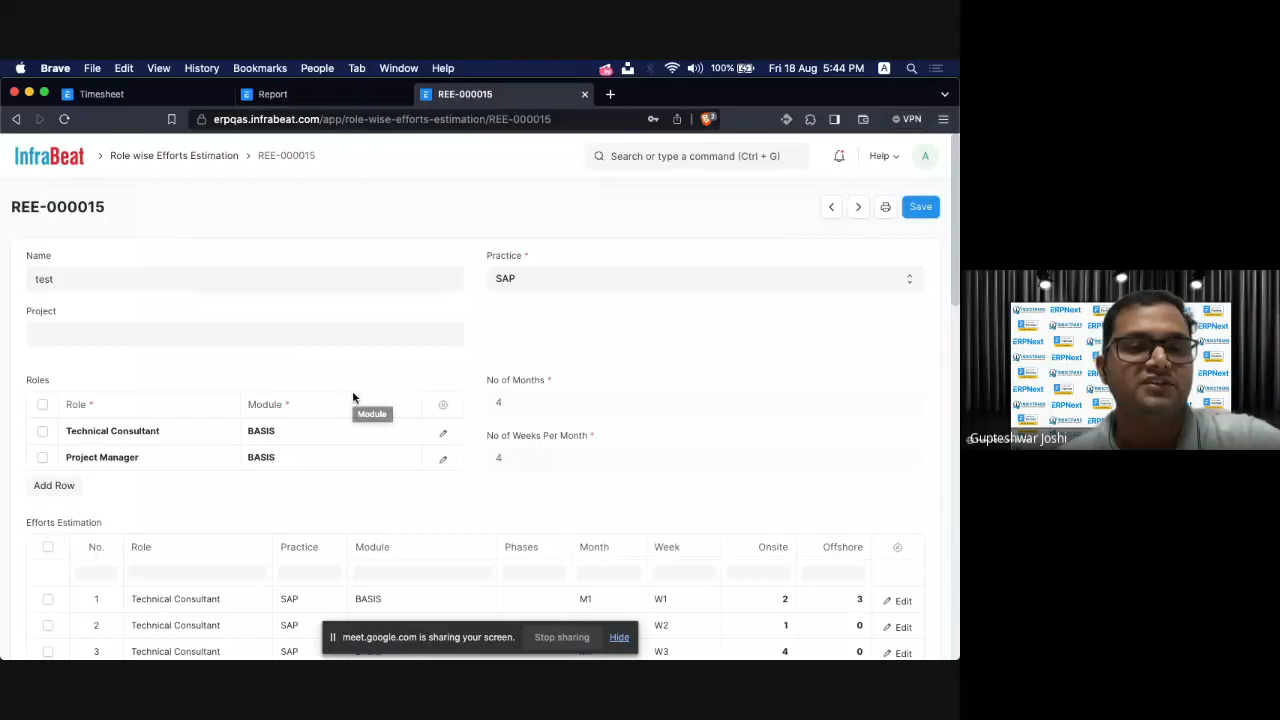 Brave File Edit View History Bookmarks People Tab Window Help 100% Fri 18 Aug 5:44 PM A
Timesheet Report REE-000015
erpqas.infrabeat.com/app/role-wise-efforts-estimation/REE-000015 2 VPN
InfraBeat Role wise Efforts Estimation REE-000015 Search or type a command (Ctrl + G) Help A
REE-000015 Save
Name Practice *
test SAP
Project
Roles No of Months *
Role * Module * 4
Module
Technical Consultant BASIS No of Weeks Per Month *
Project Manager BASIS 4
Add Row
Efforts Estimation
No. Role Practice Module Phases Month Week Onsite Offshore
1 Technical Consultant SAP BASIS M1 W1 2 3 Edit
2 Technical Consultant SAP W2 1 0 Edit
3 Technical Consultant SAP W3 4 0 Edit
meet.google.com is sharing your screen. Stop sharing Hide
ERPNext
INDICTRANS
Gupteshwar Joshi